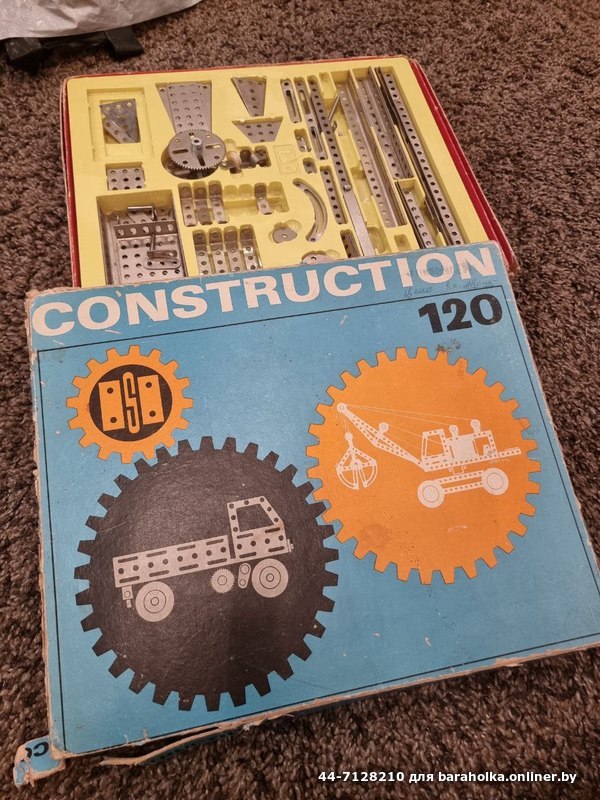 CONSTRUCTION
120
44-7128210 для baraholka.onliner.by